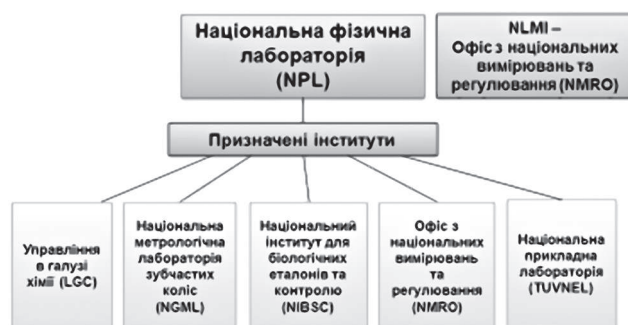 Національна фізична
лабораторія
(NPL)
NLMI –
Офіс з національних
вимірювань та
регулювання (NMRO)
Призначені інститути
Управління
в галузі
хімії (LGC)
Національна
метрологічна
лабораторія
зубчастих
коліс
(NGML)
Національний
інститут для
біологічних
еталонів та
контролю
(NIBSC)
Офіс з
національних
вимірювань
та
регулювання
(NMRO)
Національна
прикладна
лабораторія
(TUVNEL)